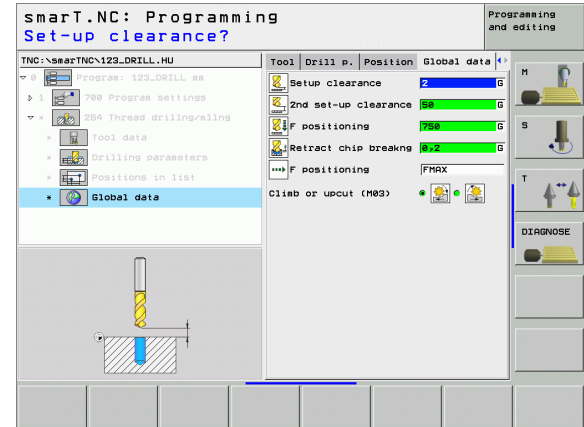 smarT.NC: Programming
Set-up clearance?
Programming
and editing
TNC:\smarTNC\123_DRILL.HU
0 Program: 123_DRILL mm
1 700 Program settings
* 264 Thread drillng/mllng
* Tool data
* Drilling parameters
* Positions in list
* Global data
Tool Drill p. Position Global data
Setup clearance 2 G
2nd set-up clearance 50 G
F positioning 750 G
Retract chip breakng 0,2 G
F positioning FMAX
Climb or upcut (M03)
M
S
T
DIAGNOSE